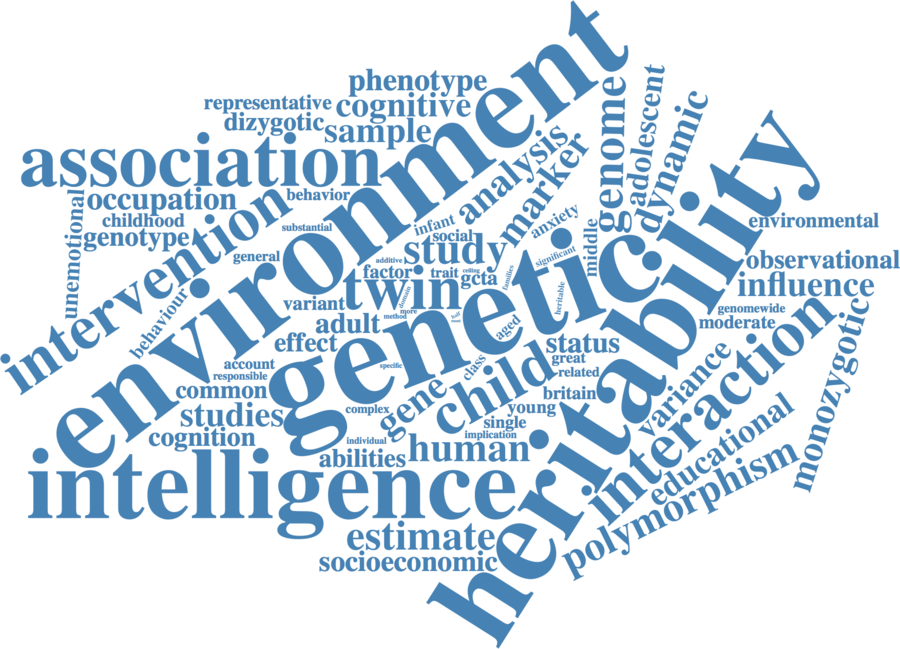 environment
phenotype
representative
cognitive
dizygotic
sample
association
genome
adolescent
dynamic
analysis
marker
heritability
unemotional
occupation
behavior
childhood
genotype
intervention
substantial
infant
social
anxiety
middle
environmental
general
additive
study
significant
observational
factor
trait
ceiling
gcta
families
influence
behaviour
variant
twin
domain
more
method
heritable
genomewide
moderate
adult
genetic
aged
effect
status
monozygotic
account
responsible
specific
class
great
related
common
child
britain
variance
interaction
studies
complex
gene
young
single
cognition
individual
implication
educational
abilities
human
polymorphism
intelligence
estimate
socioeconomic